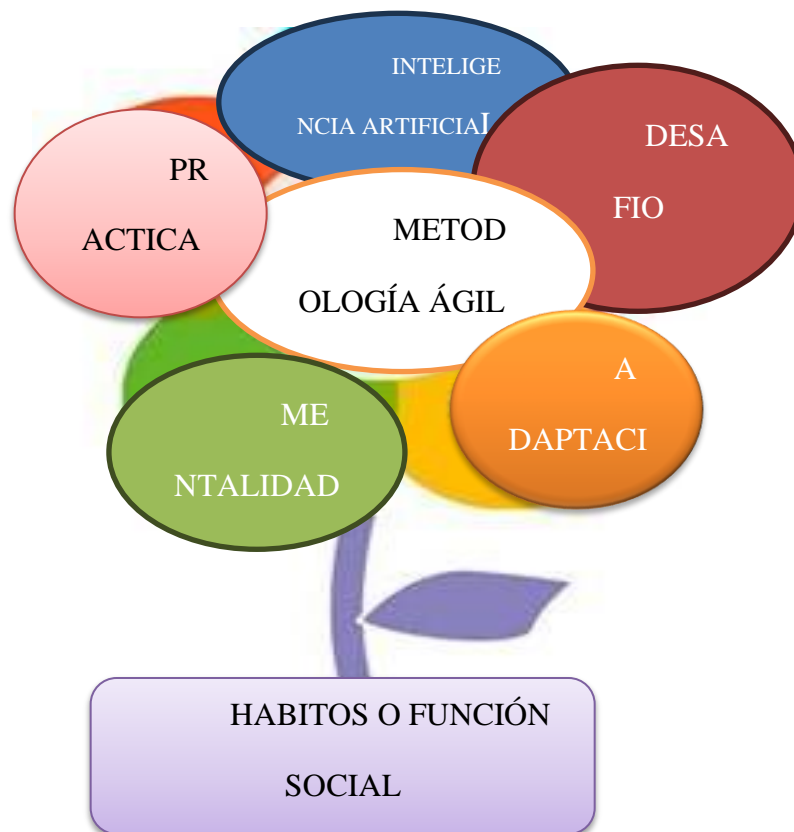 INTELIGE
NCIA ARTIFICIAL
DESA
FIO
PR
ACTICA
METOD
OLOGÍA ÁGIL
A
DAPTACI
ME
NTALIDAD
HABITOS O FUNCIÓN
SOCIAL